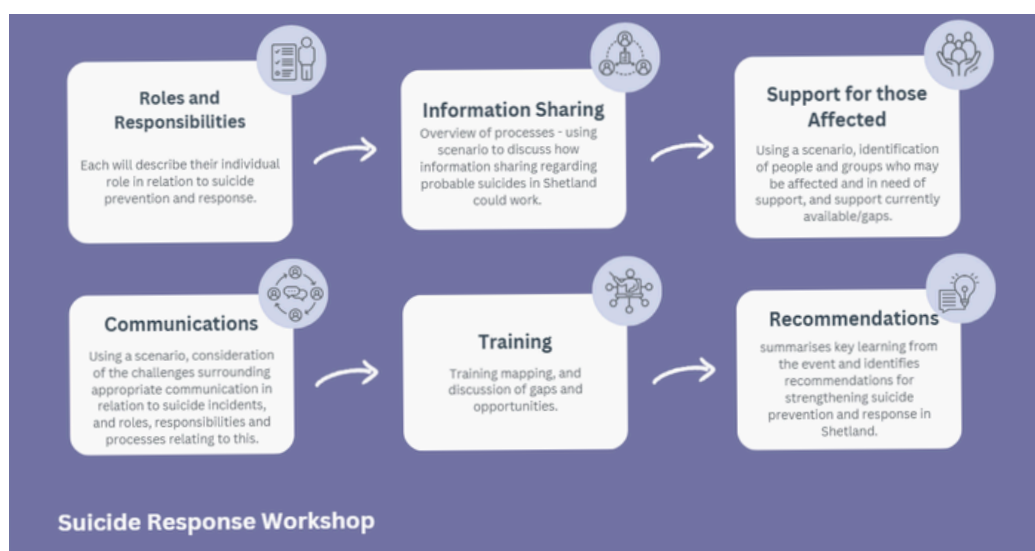 Roles and
Responsibilities
Each will describe their individual
role in relation to suicide
prevention and response.
Information Sharing
Overview of processes - using
scenario to discuss how
information sharing regarding
probable suicides in Shetland
could work.
Support for those
Affected
Using a scenario, identification
of people and groups who may
be affected and in need of
support, and support currently
available/gaps.
Communications
Using a scenario, consideration
of the challenges surrounding
appropriate communication in
relation to suicide incidents,
and roles, responsibilities and
processes relating to this.
Training
Training mapping, and
discussion of gaps and
opportunities.
Recommendations
summarises key learning from
the event and identifies
recommendations for
strengthening suicide
prevention and response in
Shetland.
Suicide Response Workshop